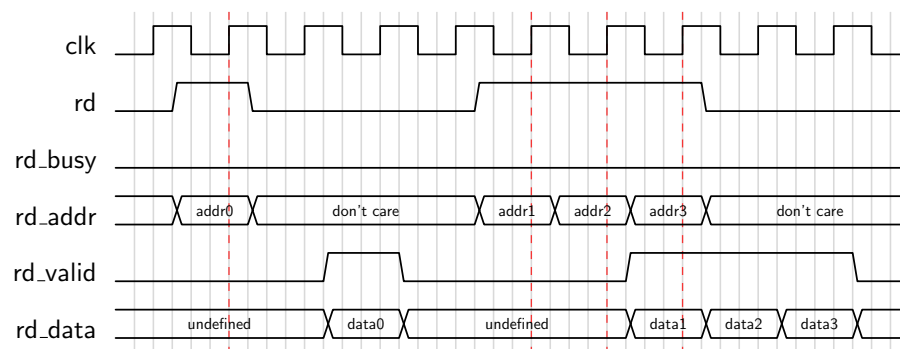 clk
rd
rd_busy
rd_addr addr0 don't care addr1 addr2 addr3 don't care
rd_valid
rd_data undefined data0 undefined data1 data2 data3